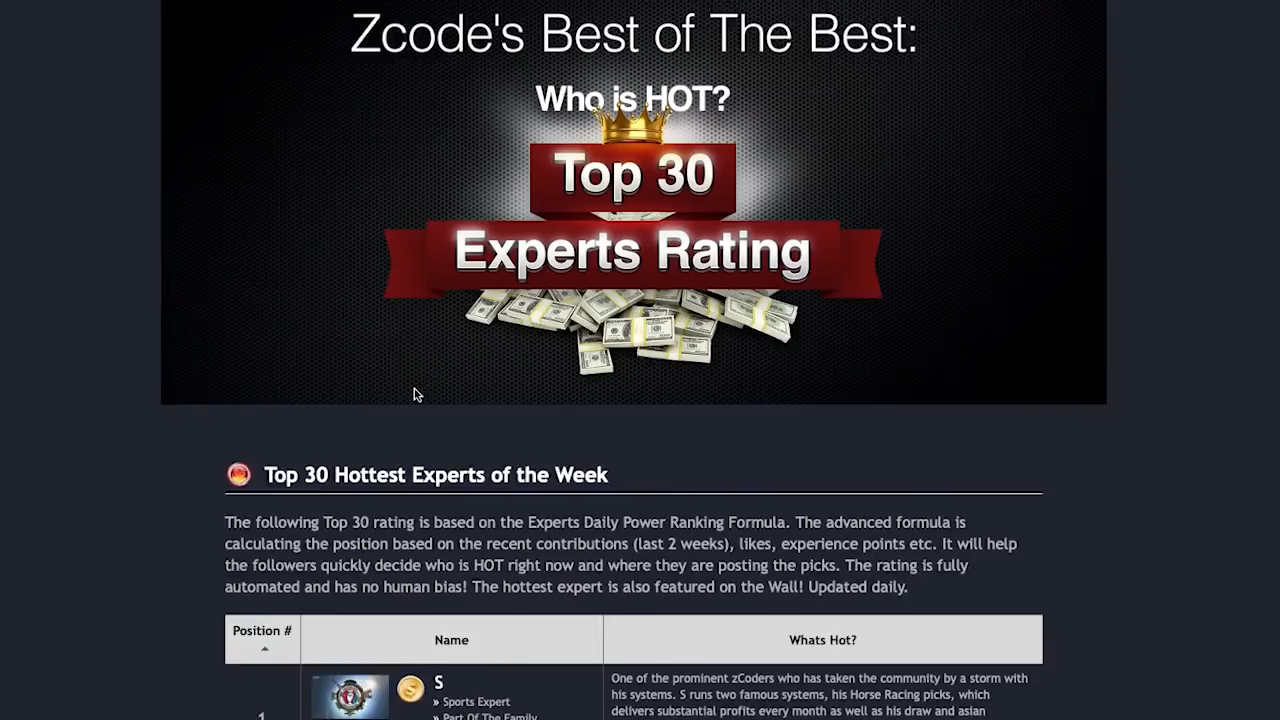 Zcode's Best of The Best:
Who is HOT?
Top 30
Experts Rating
Top 30 Hottest Experts of the Week
The following Top 30 rating is based on the Experts Daily Power Ranking Formula. The advanced formula is
calculating the position based on the recent contributions (last 2 weeks), likes, experience points etc. It will help
the followers quickly decide who is HOT right now and where they are posting the picks. The rating is fully
automated and has no human bias! The hottest expert is also featured on the Wall! Updated daily.
Position # Name Whats Hot?
1
S
» Sports Expert
» Part Of The Family
One of the prominent zCoders who has taken the community by a storm with
his systems. S runs two famous systems, his Horse Racing picks, which
delivers substantial profits every month as well as his draw and asian